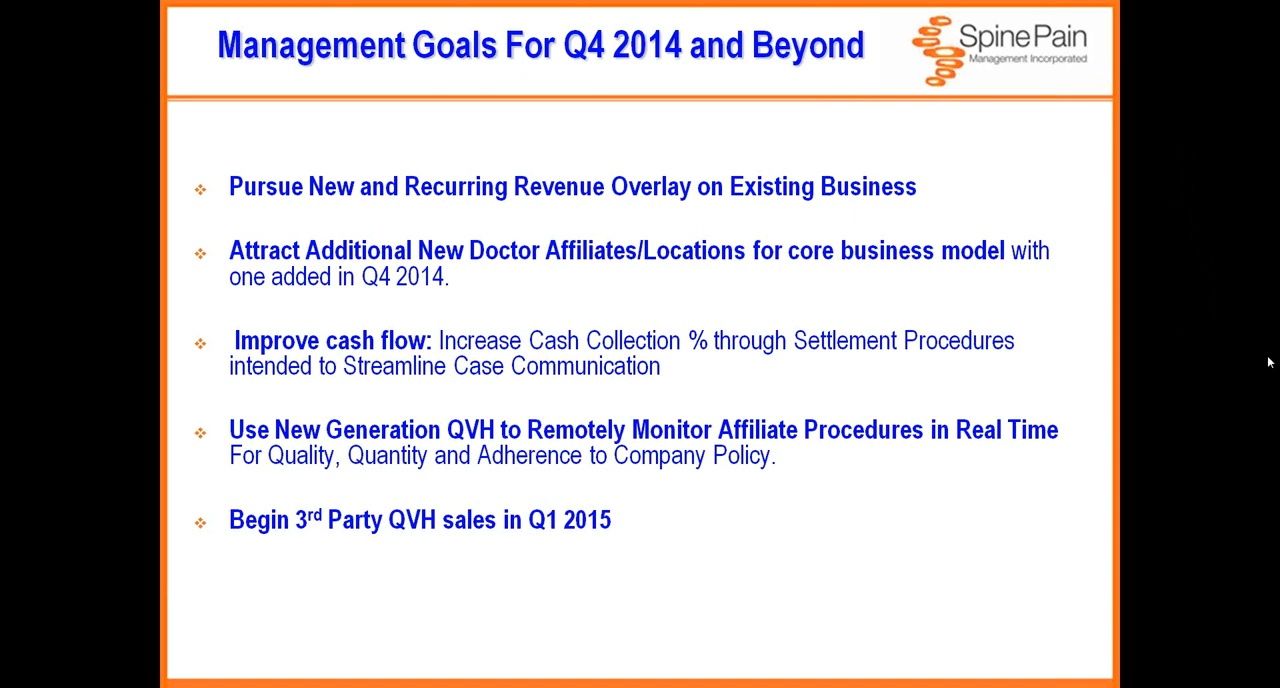 Management Goals For Q4 2014 and Beyond
SpinePain
Management Incorporated
Pursue New and Recurring Revenue Overlay on Existing Business
Attract Additional New Doctor Affiliates/Locations for core business model with
one added in Q4 2014.
Improve cash flow: Increase Cash Collection % through Settlement Procedures
intended to Streamline Case Communication
Use New Generation QVH to Remotely Monitor Affiliate Procedures in Real Time
For Quality, Quantity and Adherence to Company Policy.
Begin 3rd Party QVH sales in Q1 2015